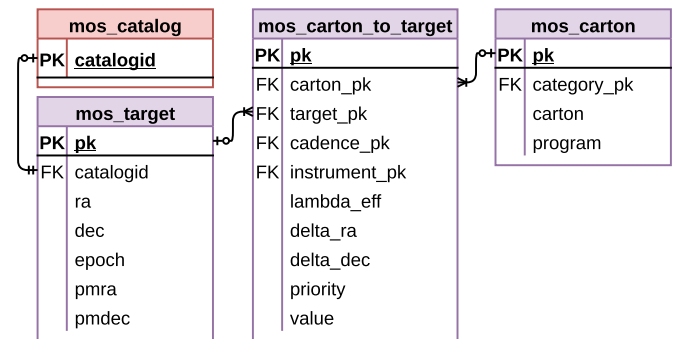 mos_catalog
PK catalogid
mos_target
PK pk
FK catalogid
ra
dec
epoch
pmra
pmdec
mos_carton_to_target
PK pk
FK carton_pk
FK target_pk
FK cadence_pk
FK instrument_pk
lambda_eff
delta_ra
delta_dec
priority
value
mos_carton
PK pk
FK category_pk
carton
program